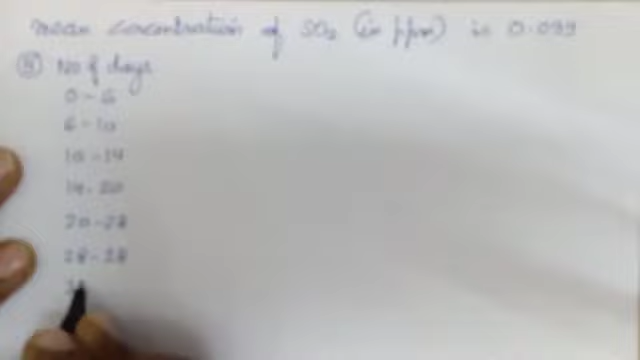 mean concentration of SO₂ (in ppm) is 0.099
⑧ No of days
0 - 6
6 - 10
10 - 14
14 - 20
20 - 28
28 - 38